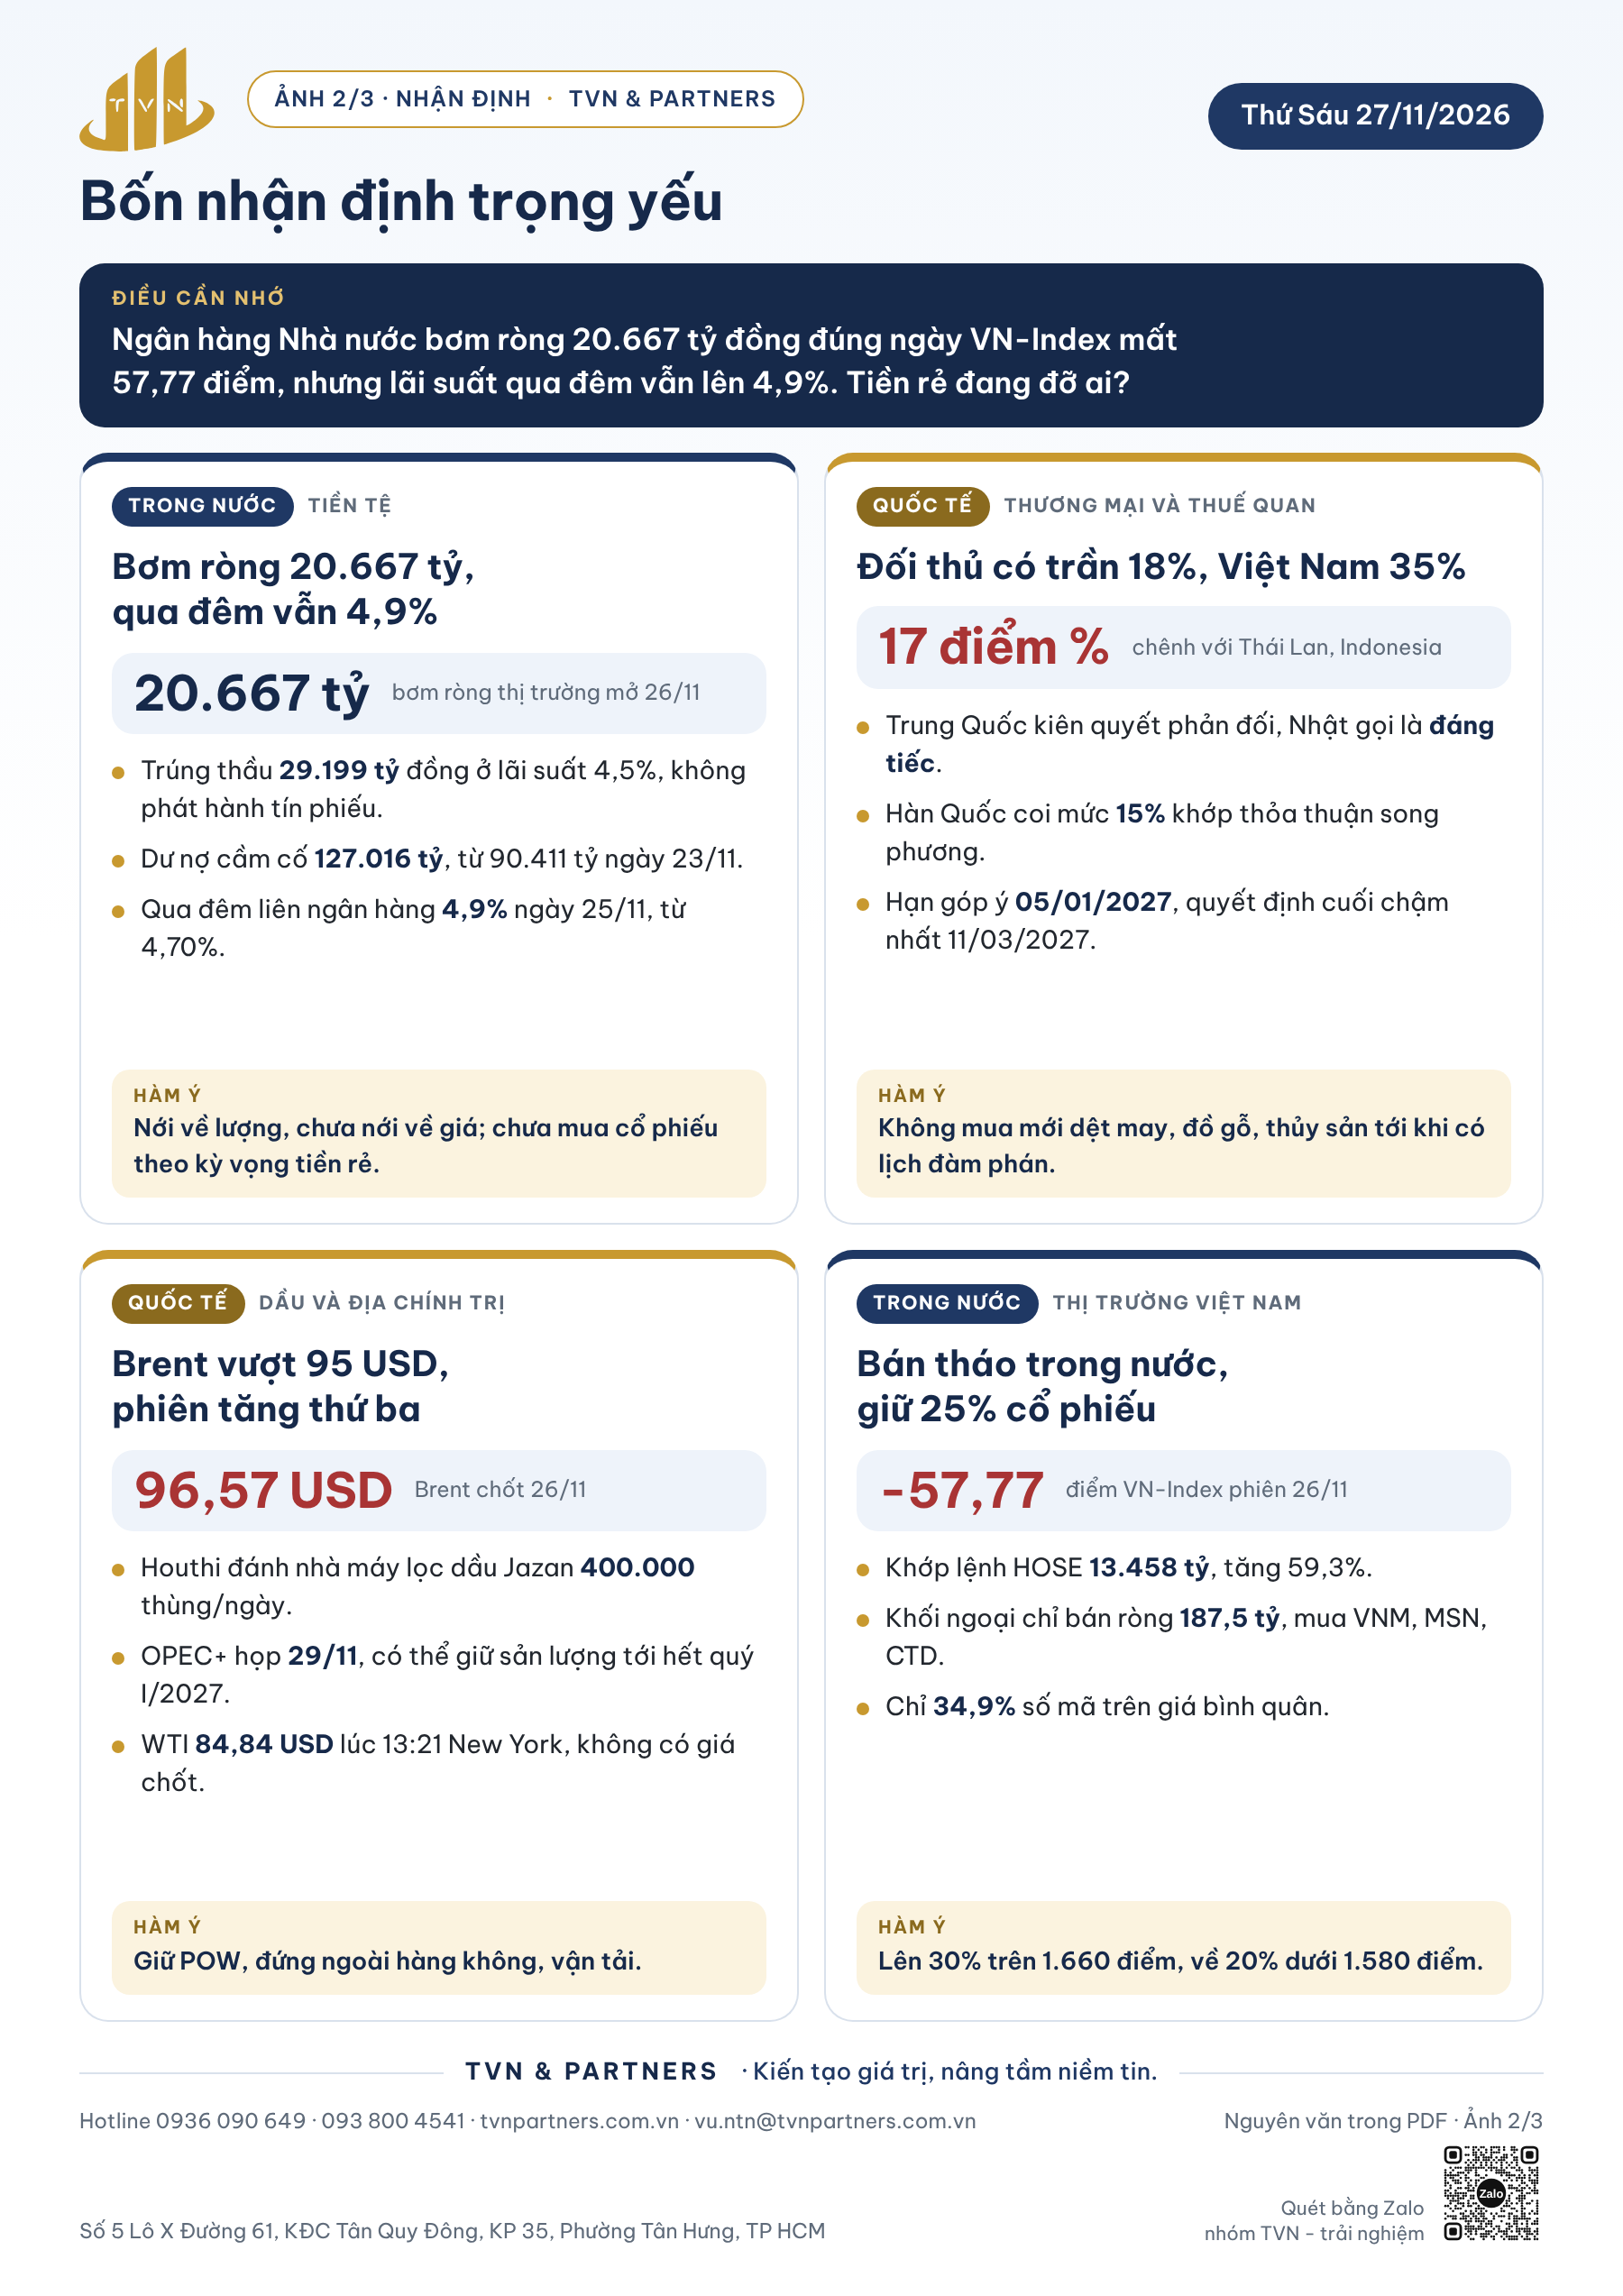 TVN
ẢNH 2/3 · NHẬN ĐỊNH · TVN & PARTNERS
Thứ Sáu 27/11/2026
Bốn nhận định trọng yếu
ĐIỀU CẦN NHỚ
Ngân hàng Nhà nước bơm ròng 20.667 tỷ đồng đúng ngày VN-Index mất
57,77 điểm, nhưng lãi suất qua đêm vẫn lên 4,9%. Tiền rẻ đang đỡ ai?
TRONG NƯỚC TIỀN TỆ
Bơm ròng 20.667 tỷ,
qua đêm vẫn 4,9%
20.667 tỷ bơm ròng thị trường mở 26/11
Trúng thầu 29.199 tỷ đồng ở lãi suất 4,5%, không
phát hành tín phiếu.
Dư nợ cầm cố 127.016 tỷ, từ 90.411 tỷ ngày 23/11.
Qua đêm liên ngân hàng 4,9% ngày 25/11, từ
4,70%.
HÀM Ý
Nới về lượng, chưa nới về giá; chưa mua cổ phiếu
theo kỳ vọng tiền rẻ.
QUỐC TẾ THƯƠNG MẠI VÀ THUẾ QUAN
Đối thủ có trần 18%, Việt Nam 35%
17 điểm % chênh với Thái Lan, Indonesia
Trung Quốc kiên quyết phản đối, Nhật gọi là đáng
tiếc.
Hàn Quốc coi mức 15% khớp thỏa thuận song
phương.
Hạn góp ý 05/01/2027, quyết định cuối chậm
nhất 11/03/2027.
HÀM Ý
Không mua mới dệt may, đồ gỗ, thủy sản tới khi có
lịch đàm phán.
QUỐC TẾ DẦU VÀ ĐỊA CHÍNH TRỊ
Brent vượt 95 USD,
phiên tăng thứ ba
96,57 USD Brent chốt 26/11
Houthi đánh nhà máy lọc dầu Jazan 400.000
thùng/ngày.
OPEC+ họp 29/11, có thể giữ sản lượng tới hết quý
I/2027.
WTI 84,84 USD lúc 13:21 New York, không có giá
chốt.
HÀM Ý
Giữ POW, đứng ngoài hàng không, vận tải.
TRONG NƯỚC THỊ TRƯỜNG VIỆT NAM
Bán tháo trong nước,
giữ 25% cổ phiếu
-57,77 điểm VN-Index phiên 26/11
Khớp lệnh HOSE 13.458 tỷ, tăng 59,3%.
Khối ngoại chỉ bán ròng 187,5 tỷ, mua VNM, MSN,
CTD.
Chỉ 34,9% số mã trên giá bình quân.
HÀM Ý
Lên 30% trên 1.660 điểm, về 20% dưới 1.580 điểm.
TVN & PARTNERS · Kiến tạo giá trị, nâng tầm niềm tin.
Hotline 0936 090 649 · 093 800 4541 · tvnpartners.com.vn · vu.ntn@tvnpartners.com.vn
Nguyên văn trong PDF · Ảnh 2/3
Zalo
Quét bằng Zalo
nhóm TVN - trải nghiệm
Số 5 Lô X Đường 61, KĐC Tân Quy Đông, KP 35, Phường Tân Hưng, TP HCM